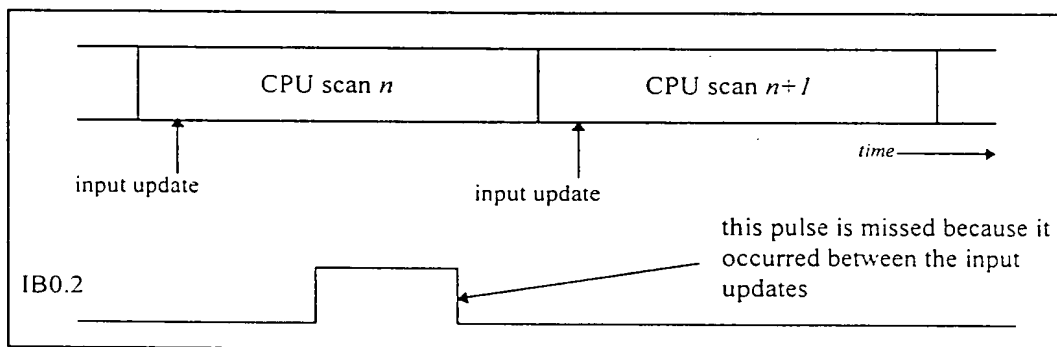 CPU scan n
CPU scan n+1
time
input update
input update
this pulse is missed because it
occurred between the input
updates
IB0.2